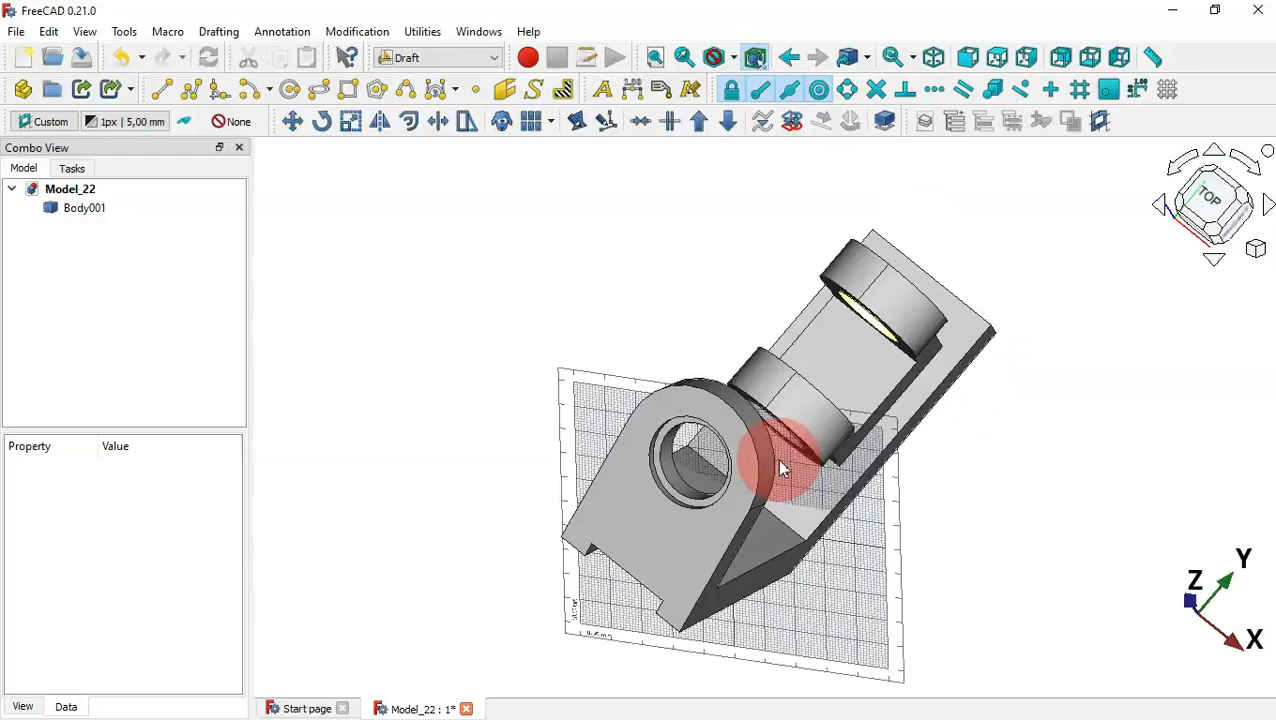 FreeCAD 0.21.0
File Edit View Tools Macro Drafting Annotation Modification Utilities Windows Help
Draft
Custom 1px | 5,00 mm None
Combo View
Model Tasks
Model_22
Body001
TOP
Property Value
Y
Z
X
View Data
Start page Model_22 : 1*